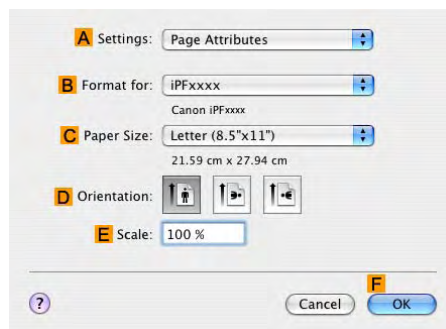 A Settings: Page Attributes
B Format for: iPFxxxx
Canon iPFxxxx
C Paper Size: Letter (8.5"x11")
21.59 cm x 27.94 cm
D Orientation:
E Scale: 100 %
F
? Cancel OK